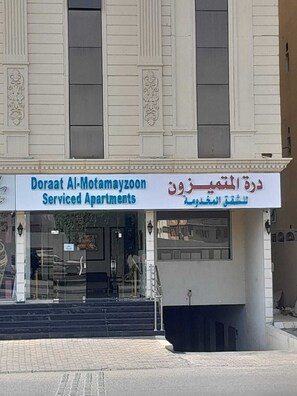 Doraat Al-Motamayzoon
Serviced Apartments
درة المتميزون
للشقق المخدومة